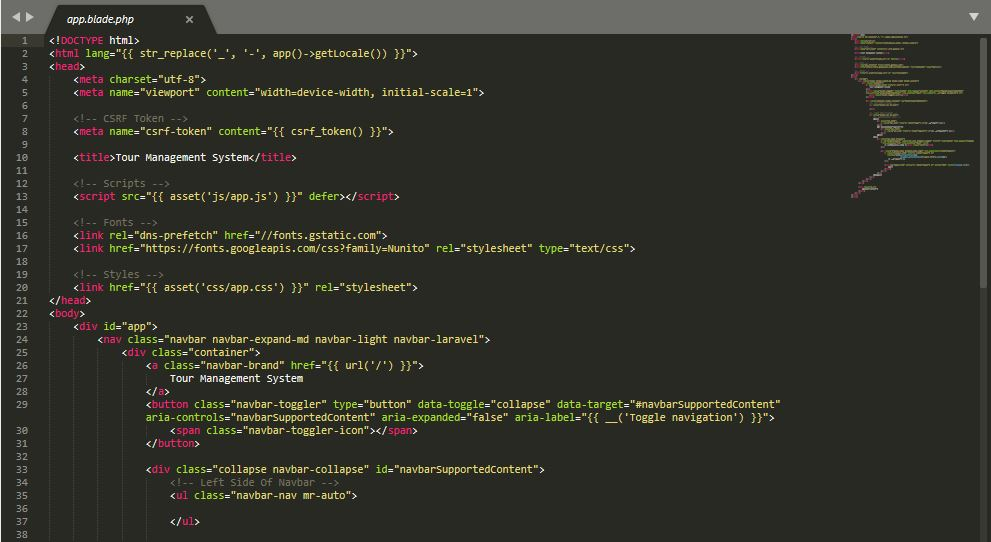 app.blade.php
1 <!DOCTYPE html>
2 <html lang="{{ str_replace('_', '-', app()->getLocale()) }}">
3 <head>
4     <meta charset="utf-8">
5     <meta name="viewport" content="width=device-width, initial-scale=1">
6
7     <!-- CSRF Token -->
8     <meta name="csrf-token" content="{{ csrf_token() }}">
9
10     <title>Tour Management System</title>
11
12     <!-- Scripts -->
13     <script src="{{ asset('js/app.js') }}" defer></script>
14
15     <!-- Fonts -->
16     <link rel="dns-prefetch" href="//fonts.gstatic.com">
17     <link href="https://fonts.googleapis.com/css?family=Nunito" rel="stylesheet" type="text/css">
18
19     <!-- Styles -->
20     <link href="{{ asset('css/app.css') }}" rel="stylesheet">
21 </head>
22 <body>
23     <div id="app">
24         <nav class="navbar navbar-expand-md navbar-light navbar-laravel">
25             <div class="container">
26                 <a class="navbar-brand" href="{{ url('/') }}">
27                     Tour Management System
28                 </a>
29                 <button class="navbar-toggler" type="button" data-toggle="collapse" data-target="#navbarSupportedContent"
                aria-controls="navbarSupportedContent" aria-expanded="false" aria-label="{{ __('Toggle navigation') }}">
30                     <span class="navbar-toggler-icon"></span>
31                 </button>
32
33                 <div class="collapse navbar-collapse" id="navbarSupportedContent">
34                     <!-- Left Side Of Navbar -->
35                     <ul class="navbar-nav mr-auto">
36
37                     </ul>
38